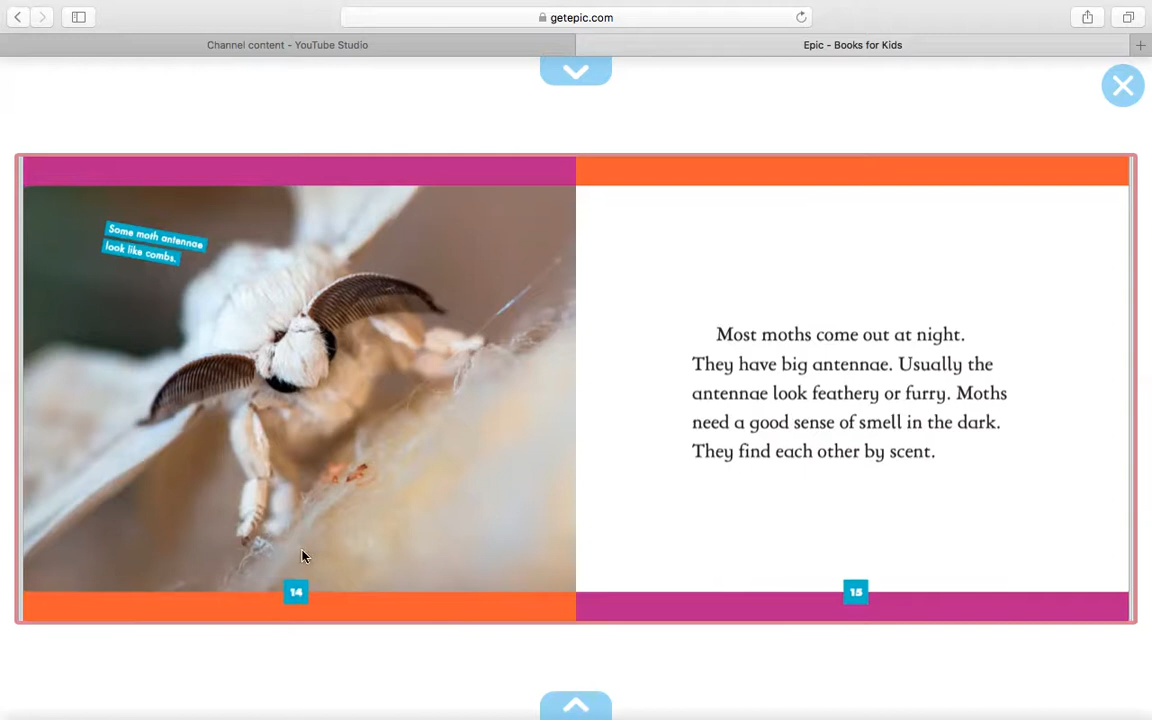 getepic.com
Channel content - YouTube Studio
Epic - Books for Kids
Some moth antennae
look like combs.
Most moths come out at night.
They have big antennae. Usually the
antennae look feathery or furry. Moths
need a good sense of smell in the dark.
They find each other by scent.
14
15